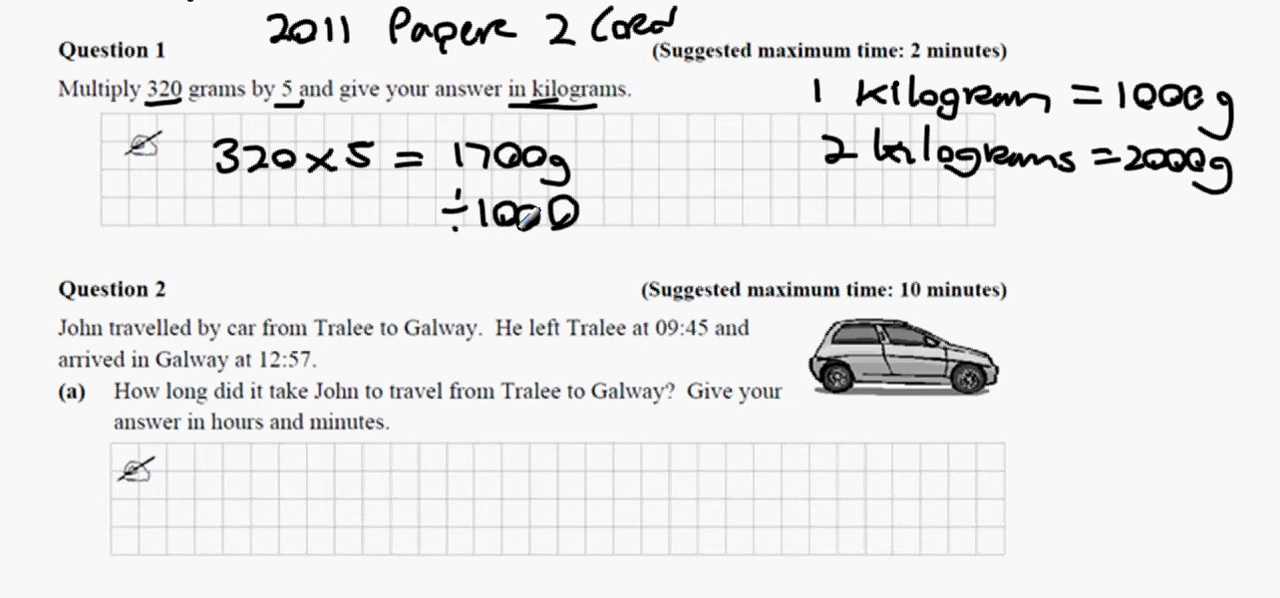 2011 Paper 2
Question 1 (Suggested maximum time: 2 minutes)
Multiply 320 grams by 5 and give your answer in kilograms.
1 kilogram = 1000g
320 x 5 = 1700g
2 kilograms = 2000g
÷ 1000
Question 2 (Suggested maximum time: 10 minutes)
John travelled by car from Tralee to Galway. He left Tralee at 09:45 and
arrived in Galway at 12:57.
(a) How long did it take John to travel from Tralee to Galway? Give your
answer in hours and minutes.